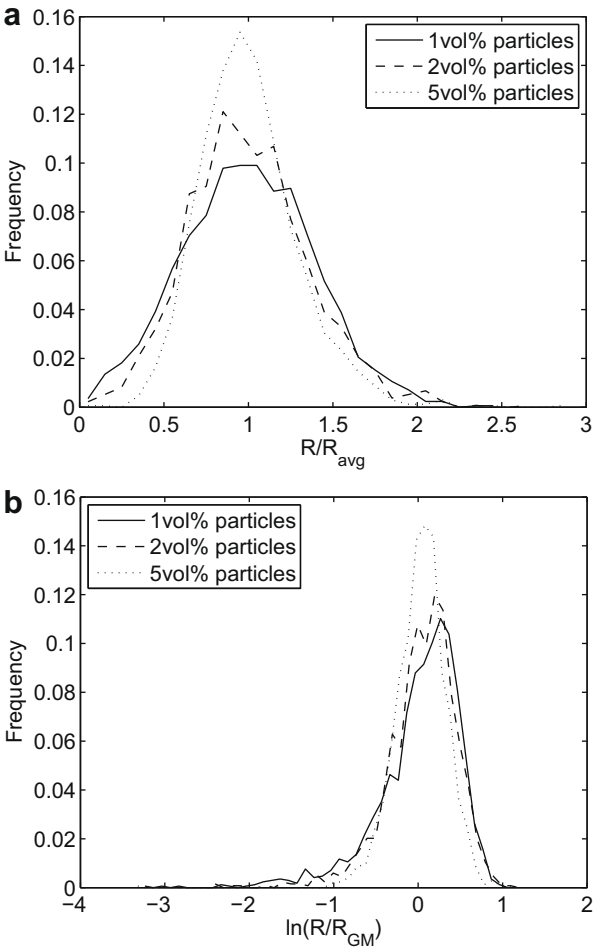 a
0.16
0.14
0.12
0.1
0.08
0.06
0.04
0.02
0
Frequency
1vol% particles
2vol% particles
5vol% particles
0 0.5 1 1.5 2 2.5 3
R/Ravg
b
0.16
0.14
0.12
0.1
0.08
0.06
0.04
0.02
0
Frequency
1vol% particles
2vol% particles
5vol% particles
−4 −3 −2 −1 0 1 2
ln(R/RGM)